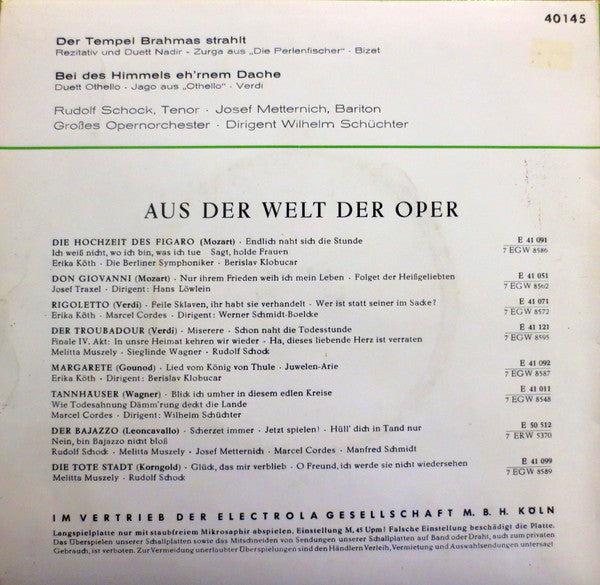 40145
Der Tempel Brahmas strahlt
Rezitativ und Duett Nadir - Zurga aus „Die Perlenfischer“ · Bizet
Bei des Himmels eh'rnem Dache
Duett Othello · Jago aus „Othello“ · Verdi
Rudolf Schock, Tenor · Josef Metternich, Bariton
Großes Opernorchester · Dirigent Wilhelm Schüchter
AUS DER WELT DER OPER
DIE HOCHZEIT DES FIGARO (Mozart) · Endlich naht sich die Stunde
Ich weiß nicht, wo ich bin, was ich tue Sagt, holde Frauen
Erika Köth · Die Berliner Symphoniker · Berislav Klobucar
E 41 091
7 EGW 8586
DON GIOVANNI (Mozart) · Nur ihrem Frieden weih ich mein Leben · Folget der Heißgeliebten
Josef Traxel · Dirigent: Hans Löwlein
E 41 051
7 EGW 8562
RIGOLETTO (Verdi) · Feile Sklaven, ihr habt sie verhandelt · Wer ist statt seiner im Sacke?
Erika Köth · Marcel Cordes · Dirigent: Werner Schmidt-Boelcke
E 41 071
7 EGW 8572
DER TROUBADOUR (Verdi) · Miserere · Schon naht die Todesstunde
Finale IV. Akt: In unsre Heimat kehren wir wieder · Ha, dieses liebende Herz ist verraten
Melitta Muszely · Sieglinde Wagner · Rudolf Schock
E 41 121
7 EGW 8595
MARGARETE (Gounod) · Lied vom König von Thule · Juwelen-Arie
Erika Köth · Dirigent: Berislav Klobucar
E 41 092
7 EGW 8587
TANNHÄUSER (Wagner) · Blick ich umher in diesem edlen Kreise
Wie Todesahnung Dämm'rung deckt die Lande
Marcel Cordes · Dirigent: Wilhelm Schüchter
E 41 011
7 EGW 8548
DER BAJAZZO (Leoncavallo) · Scherzet immer · Jetzt spielen! · Hüll' dich in Tand nur
Nein, bin Bajazzo nicht bloß
Rudolf Schock · Melitta Muszely · Josef Metternich · Marcel Cordes · Manfred Schmidt
E 50 512
7 ERW 5370
DIE TOTE STADT (Korngold) · Glück, das mir verblieb · O Freund, ich werde sie nicht wiedersehen
Melitta Muszely · Rudolf Schock
E 41 099
7 EGW 8589
IM VERTRIEB DER ELECTROLA GESELLSCHAFT M. B. H. KÖLN
Langspielplatte nur mit staubfreiem Mikrosaphir abspielen, Einstellung M, 45 Upm! Falsche Einstellung beschädigt die Platte.
Das Überspielen unserer Schallplatten sowie das Mitschneiden von Sendungen unserer Schallplatten auf Band oder Draht, auch zum privaten
Gebrauch, ist verboten. Zur Vermeidung unerlaubter Überspielungen sind den Händlern Verleih, Vermietung und Auswahlsendungen untersagt